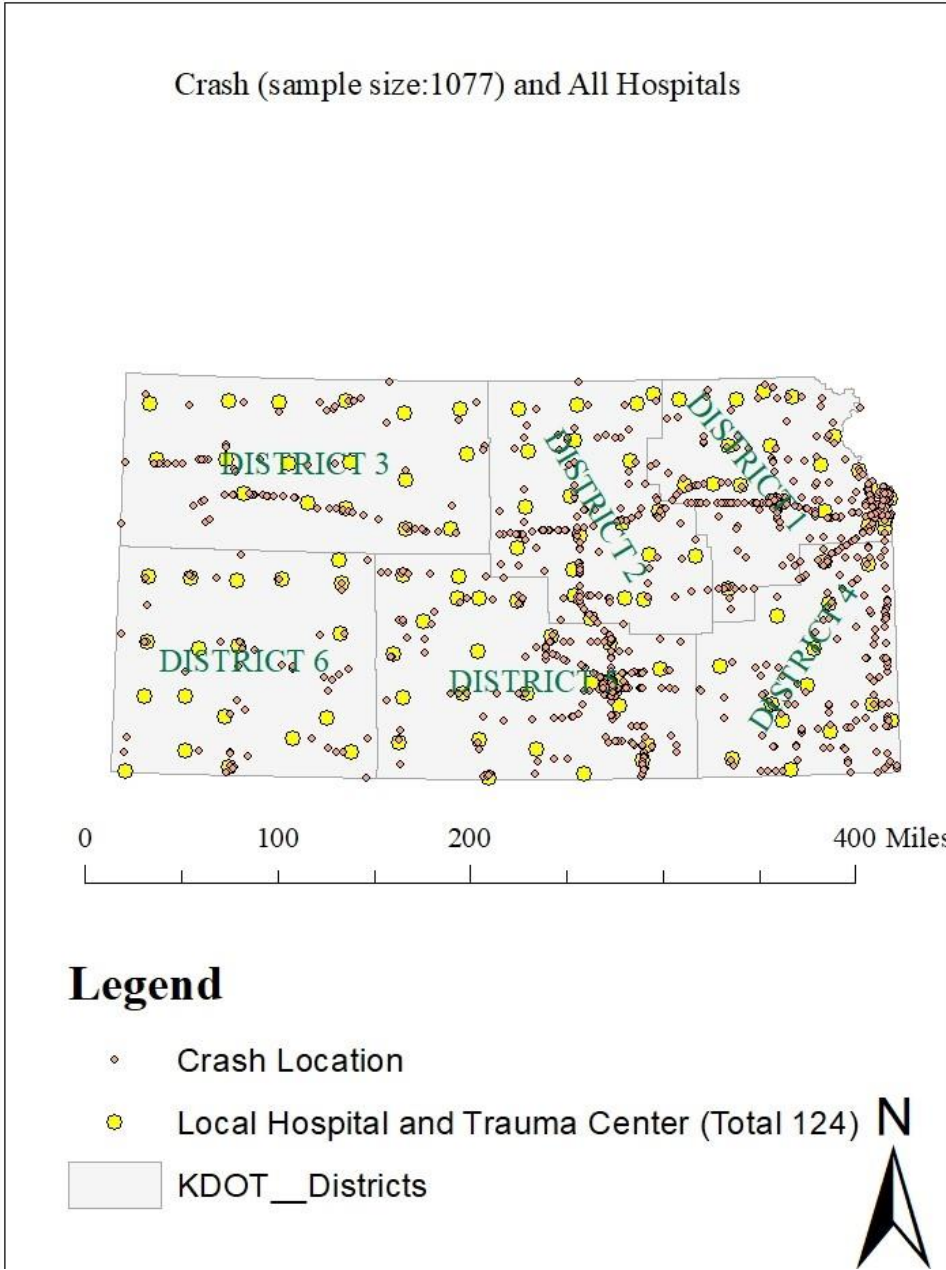 Crash (sample size:1077) and All Hospitals
DISTRICT 3
DISTRICT 2
DISTRICT 1
DISTRICT 6
DISTRICT
DISTRICT 4
0 100 200 400 Miles
Legend
Crash Location
Local Hospital and Trauma Center (Total 124)
N
KDOT__Districts